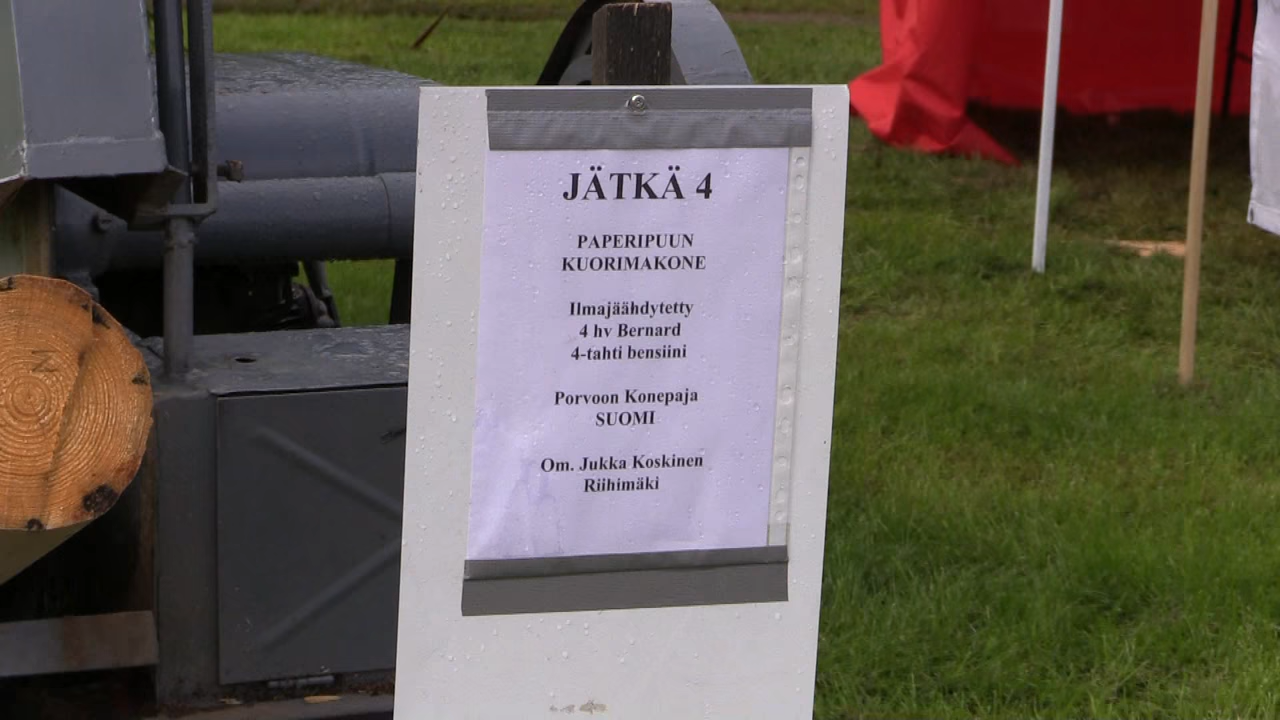 JÄTKÄ 4
PAPERIPUUN
KUORIMAKONE
Ilmajäähdytetty
4 hv Bernard
4-tahti bensiini
Porvoon Konepaja
SUOMI
Om. Jukka Koskinen
Riihimäki